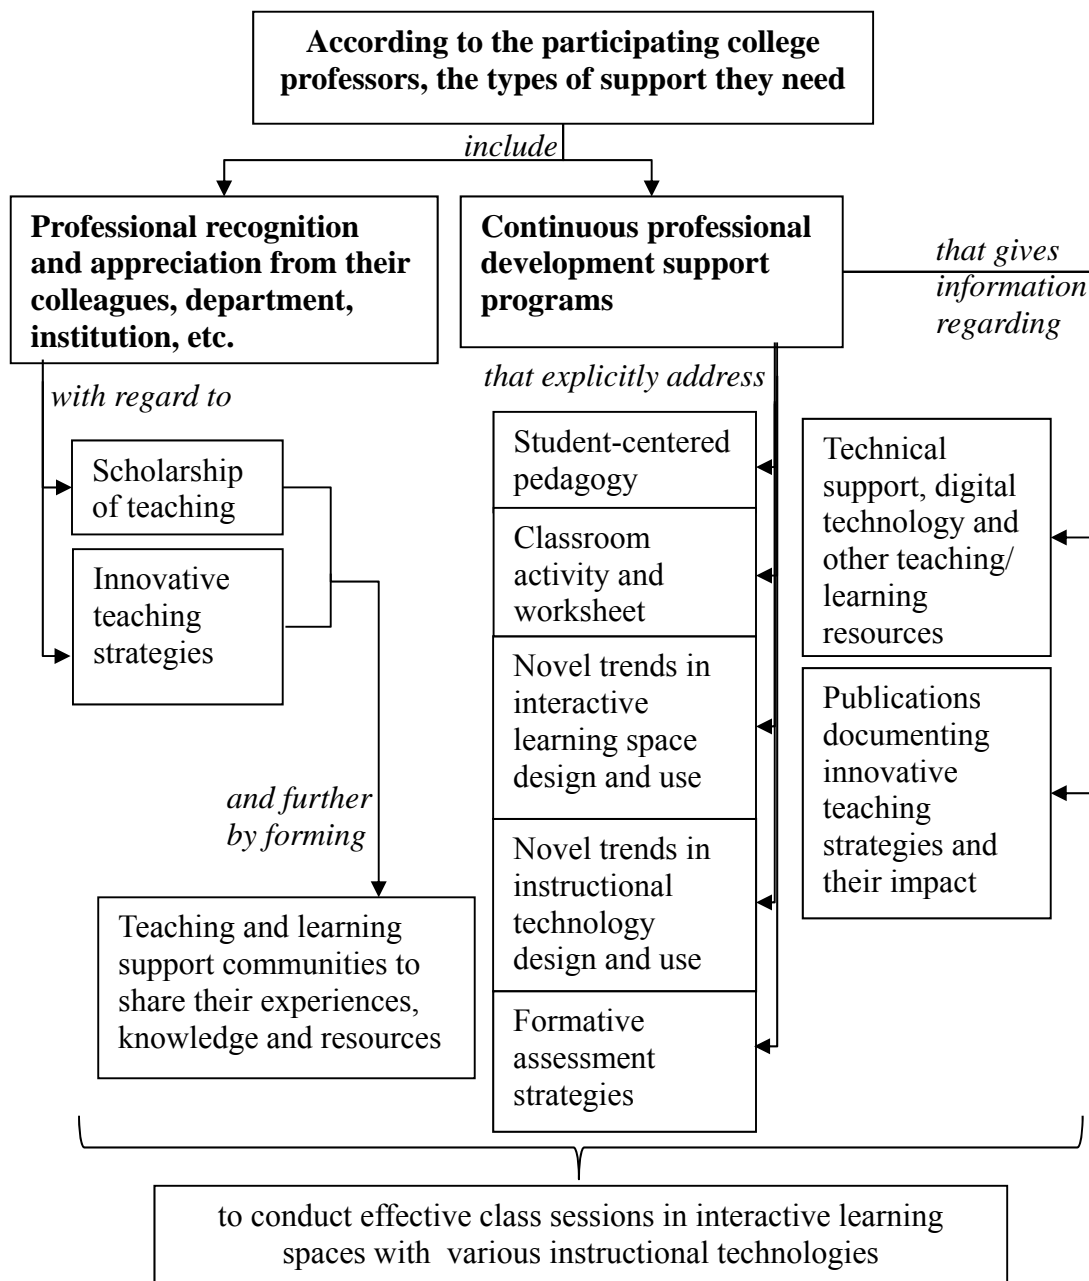 According to the participating college
professors, the types of support they need
include
Professional recognition
and appreciation from their
colleagues, department,
institution, etc.
with regard to
Scholarship
of teaching
Innovative
teaching
strategies
and further
by forming
Teaching and learning
support communities to
share their experiences,
knowledge and resources
Continuous professional
development support
programs
that explicitly address
Student-centered
pedagogy
Classroom
activity and
worksheet
Novel trends in
interactive
learning space
design and use
Novel trends in
instructional
technology
design and use
Formative
assessment
strategies
that gives
information
regarding
Technical
support, digital
technology and
other teaching/
learning
resources
Publications
documenting
innovative
teaching
strategies and
their impact
to conduct effective class sessions in interactive learning
spaces with  various instructional technologies